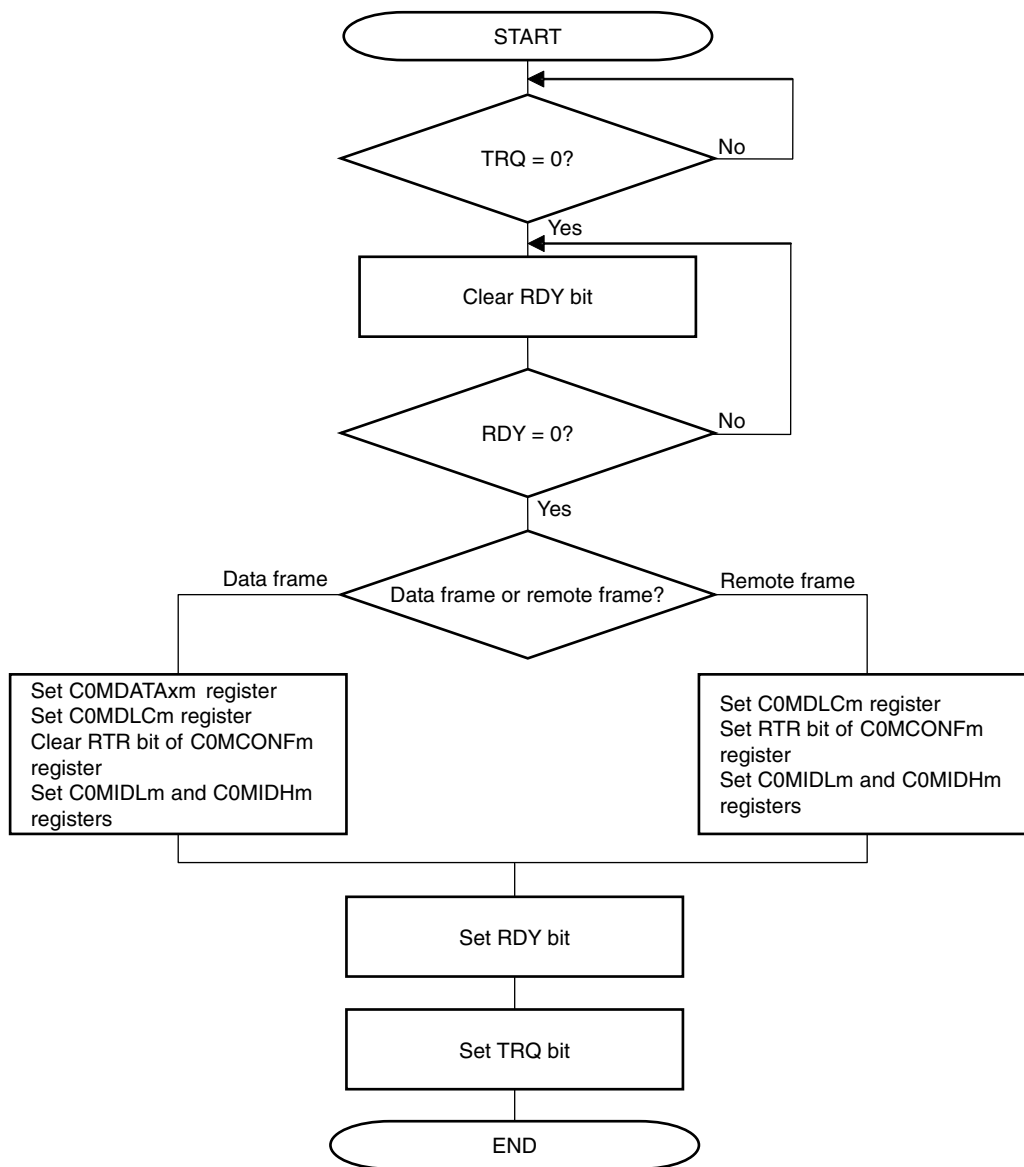 START
TRQ = 0?
No
Yes
Clear RDY bit
RDY = 0?
No
Yes
Data frame
Data frame or remote frame?
Remote frame
Set C0MDATAxm register
Set C0MDLCm register
Clear RTR bit of C0MCONFm
register
Set C0MIDLm and C0MIDHm
registers
Set C0MDLCm register
Set RTR bit of C0MCONFm
register
Set C0MIDLm and C0MIDHm
registers
Set RDY bit
Set TRQ bit
END